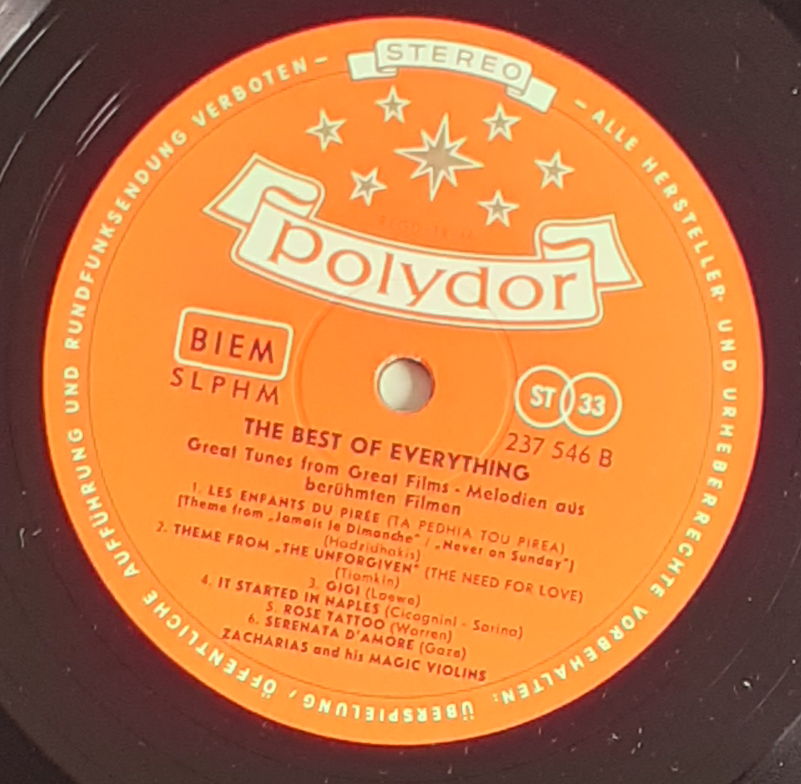 STEREO
polydor
BIEM
SLPHM
ST 33
237 546 B
THE BEST OF EVERYTHING
Great Tunes from Great Films - Melodien aus
berühmten Filmen
1. LES ENFANTS DU PIRÉE (TA PEDHIA TOU PIREA)
[Theme from „Jamais le Dimanche" / „Never on Sunday"]
(Hadzidhakis)
2. THEME FROM „THE UNFORGIVEN" (THE NEED FOR LOVE)
(Tiomkin)
3. GIGI (Loewe)
4. IT STARTED IN NAPLES (Cicognini - Sarino)
5. ROSE TATTOO (Warren)
6. SERENATA D'AMORE (Gaze)
ZACHARIAS and his MAGIC VIOLINS
– ALLE HERSTELLER- UND URHEBERRECHTE VORBEHALTEN: ÜBERSPIELUNG / ÖFFENTLICHE AUFFÜHRUNG UND RUNDFUNKSENDUNG VERBOTEN –